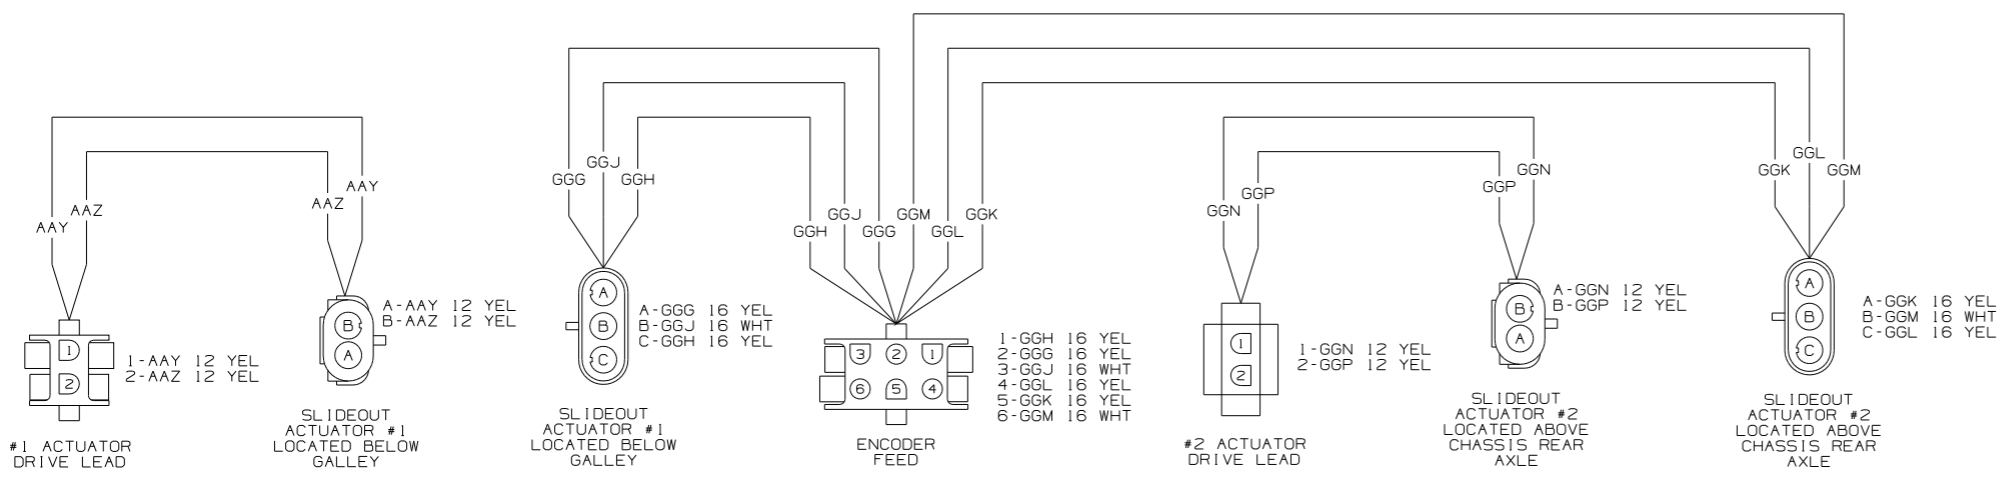 AAY
AAZ
AAZ
AAY
1
2
1-AAY 12 YEL
2-AAZ 12 YEL
#1 ACTUATOR
DRIVE LEAD
B
A
A-AAY 12 YEL
B-AAZ 12 YEL
SLIDEOUT
ACTUATOR #1
LOCATED BELOW
GALLEY
GGG
GGJ
GGH
A
B
C
A-GGG 16 YEL
B-GGJ 16 WHT
C-GGH 16 YEL
SLIDEOUT
ACTUATOR #1
LOCATED BELOW
GALLEY
GGH
GGJ
GGG
GGM
GGL
GGK
3 2 1
6 5 4
1-GGH 16 YEL
2-GGG 16 YEL
3-GGJ 16 WHT
4-GGL 16 YEL
5-GGK 16 YEL
6-GGM 16 WHT
ENCODER
FEED
GGN
GGP
1
2
1-GGN 12 YEL
2-GGP 12 YEL
#2 ACTUATOR
DRIVE LEAD
GGP
GGN
B
A
A-GGN 12 YEL
B-GGP 12 YEL
SLIDEOUT
ACTUATOR #2
LOCATED ABOVE
CHASSIS REAR
AXLE
GGK
GGL
GGM
A
B
C
A-GGK 16 YEL
B-GGM 16 WHT
C-GGL 16 YEL
SLIDEOUT
ACTUATOR #2
LOCATED ABOVE
CHASSIS REAR
AXLE